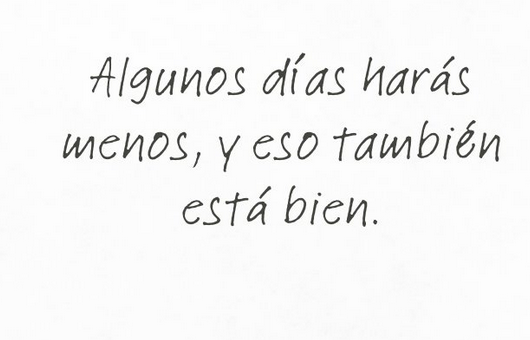 Algunos días harás
menos, y eso también
está bien.